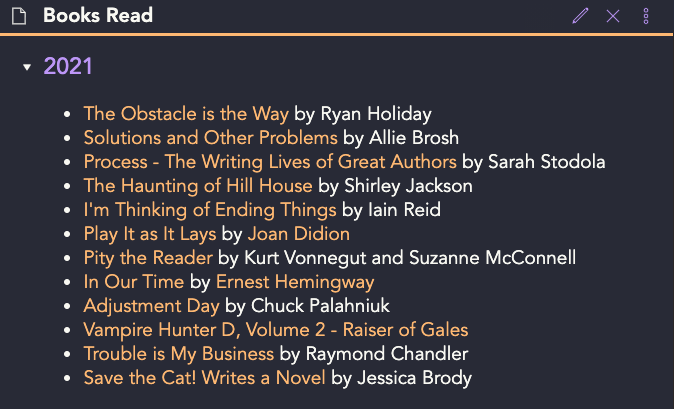 Books Read
2021
The Obstacle is the Way by Ryan Holiday
Solutions and Other Problems by Allie Brosh
Process - The Writing Lives of Great Authors by Sarah Stodola
The Haunting of Hill House by Shirley Jackson
I'm Thinking of Ending Things by Iain Reid
Play It as It Lays by Joan Didion
Pity the Reader by Kurt Vonnegut and Suzanne McConnell
In Our Time by Ernest Hemingway
Adjustment Day by Chuck Palahniuk
Vampire Hunter D, Volume 2 - Raiser of Gales
Trouble is My Business by Raymond Chandler
Save the Cat! Writes a Novel by Jessica Brody